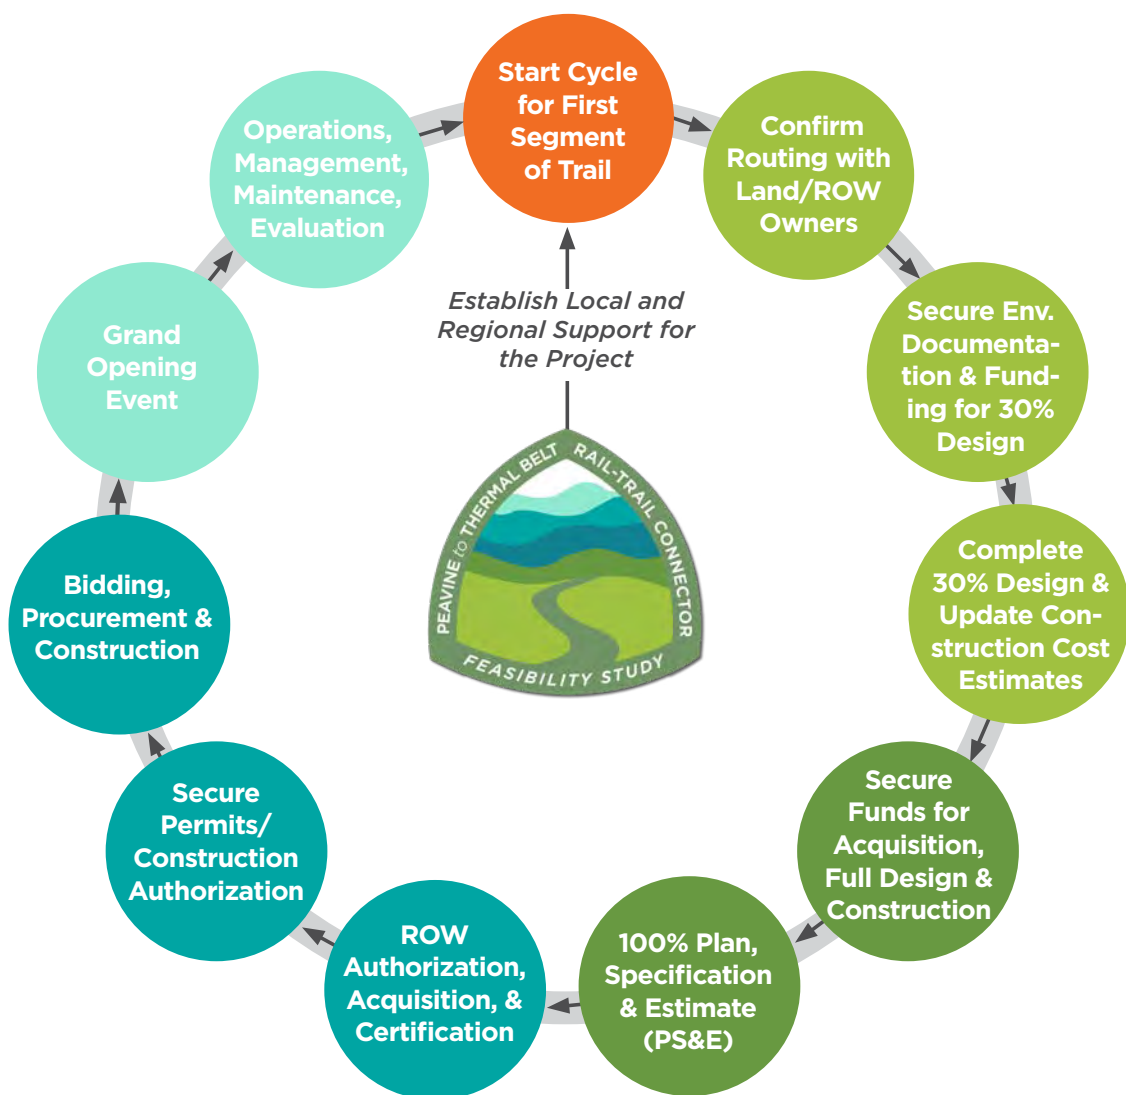 Start Cycle
for First
Segment
of Trail
Confirm
Routing with
Land/ROW
Owners
Secure Env.
Documenta-
tion & Fund-
ing for 30%
Design
Complete
30% Design &
Update Con-
struction Cost
Estimates
Secure
Funds for
Acquisition,
Full Design &
Construction
100% Plan,
Specification
& Estimate
(PS&E)
ROW
Authorization,
Acquisition, &
Certification
Secure
Permits/
Construction
Authorization
Bidding,
Procurement &
Construction
Grand
Opening
Event
Operations,
Management,
Maintenance,
Evaluation
Establish Local and
Regional Support for
the Project
PEAVINE to THERMAL BELT
RAIL-TRAIL CONNECTOR
FEASIBILITY STUDY